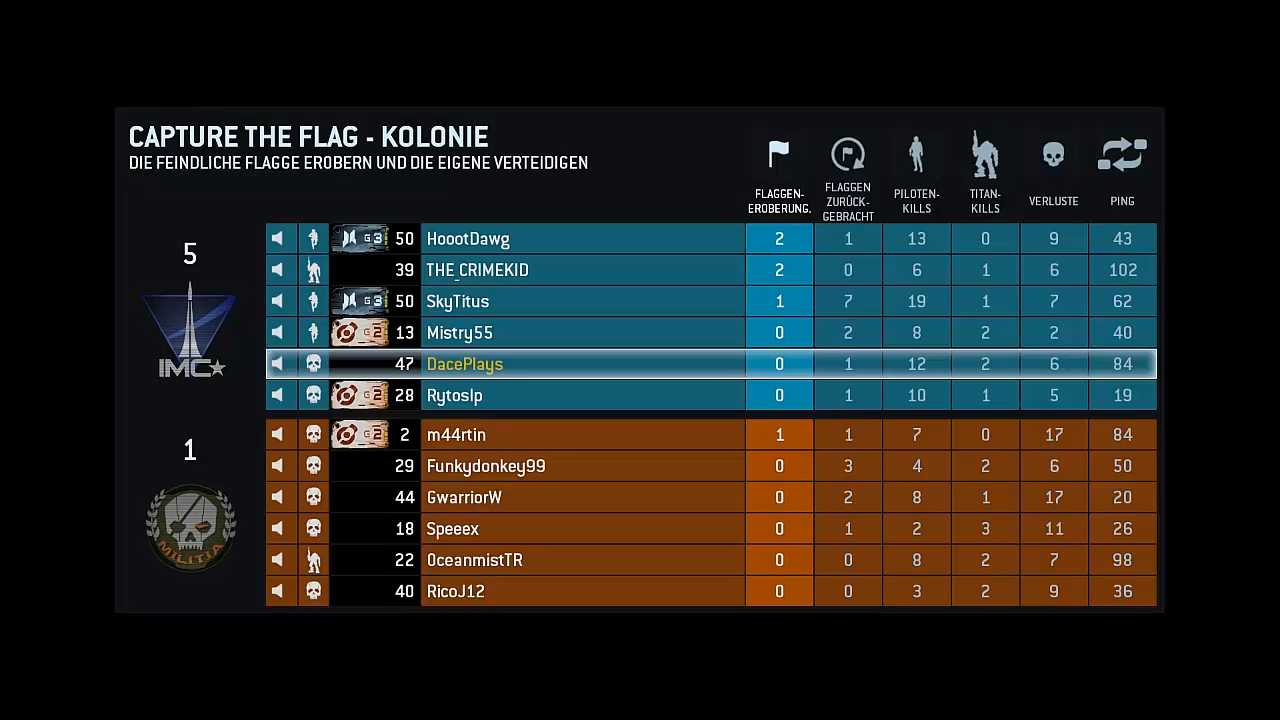 CAPTURE THE FLAG - KOLONIE
DIE FEINDLICHE FLAGGE EROBERN UND DIE EIGENE VERTEIDIGEN
FLAGGEN-
EROBERUNG.
FLAGGEN
ZURÜCK-
GEBRACHT
PILOTEN-
KILLS
TITAN-
KILLS
VERLUSTE
PING
5
IMC
G3 50 HoootDawg 2 1 13 0 9 43
39 THE_CRIMEKID 2 0 6 1 6 102
G3 50 SkyTitus 1 7 19 1 7 62
G2 13 Mistry55 0 2 8 2 2 40
47 DacePlays 0 1 12 2 6 84
G2 28 Rytoslp 0 1 10 1 5 19
1
MILITIA
G2 2 m44rtin 1 1 7 0 17 84
29 Funkydonkey99 0 3 4 2 6 50
44 GwarriorW 0 2 8 1 17 20
18 Speeex 0 1 2 3 11 26
22 OceanmistTR 0 0 8 2 7 98
40 RicoJ12 0 0 3 2 9 36